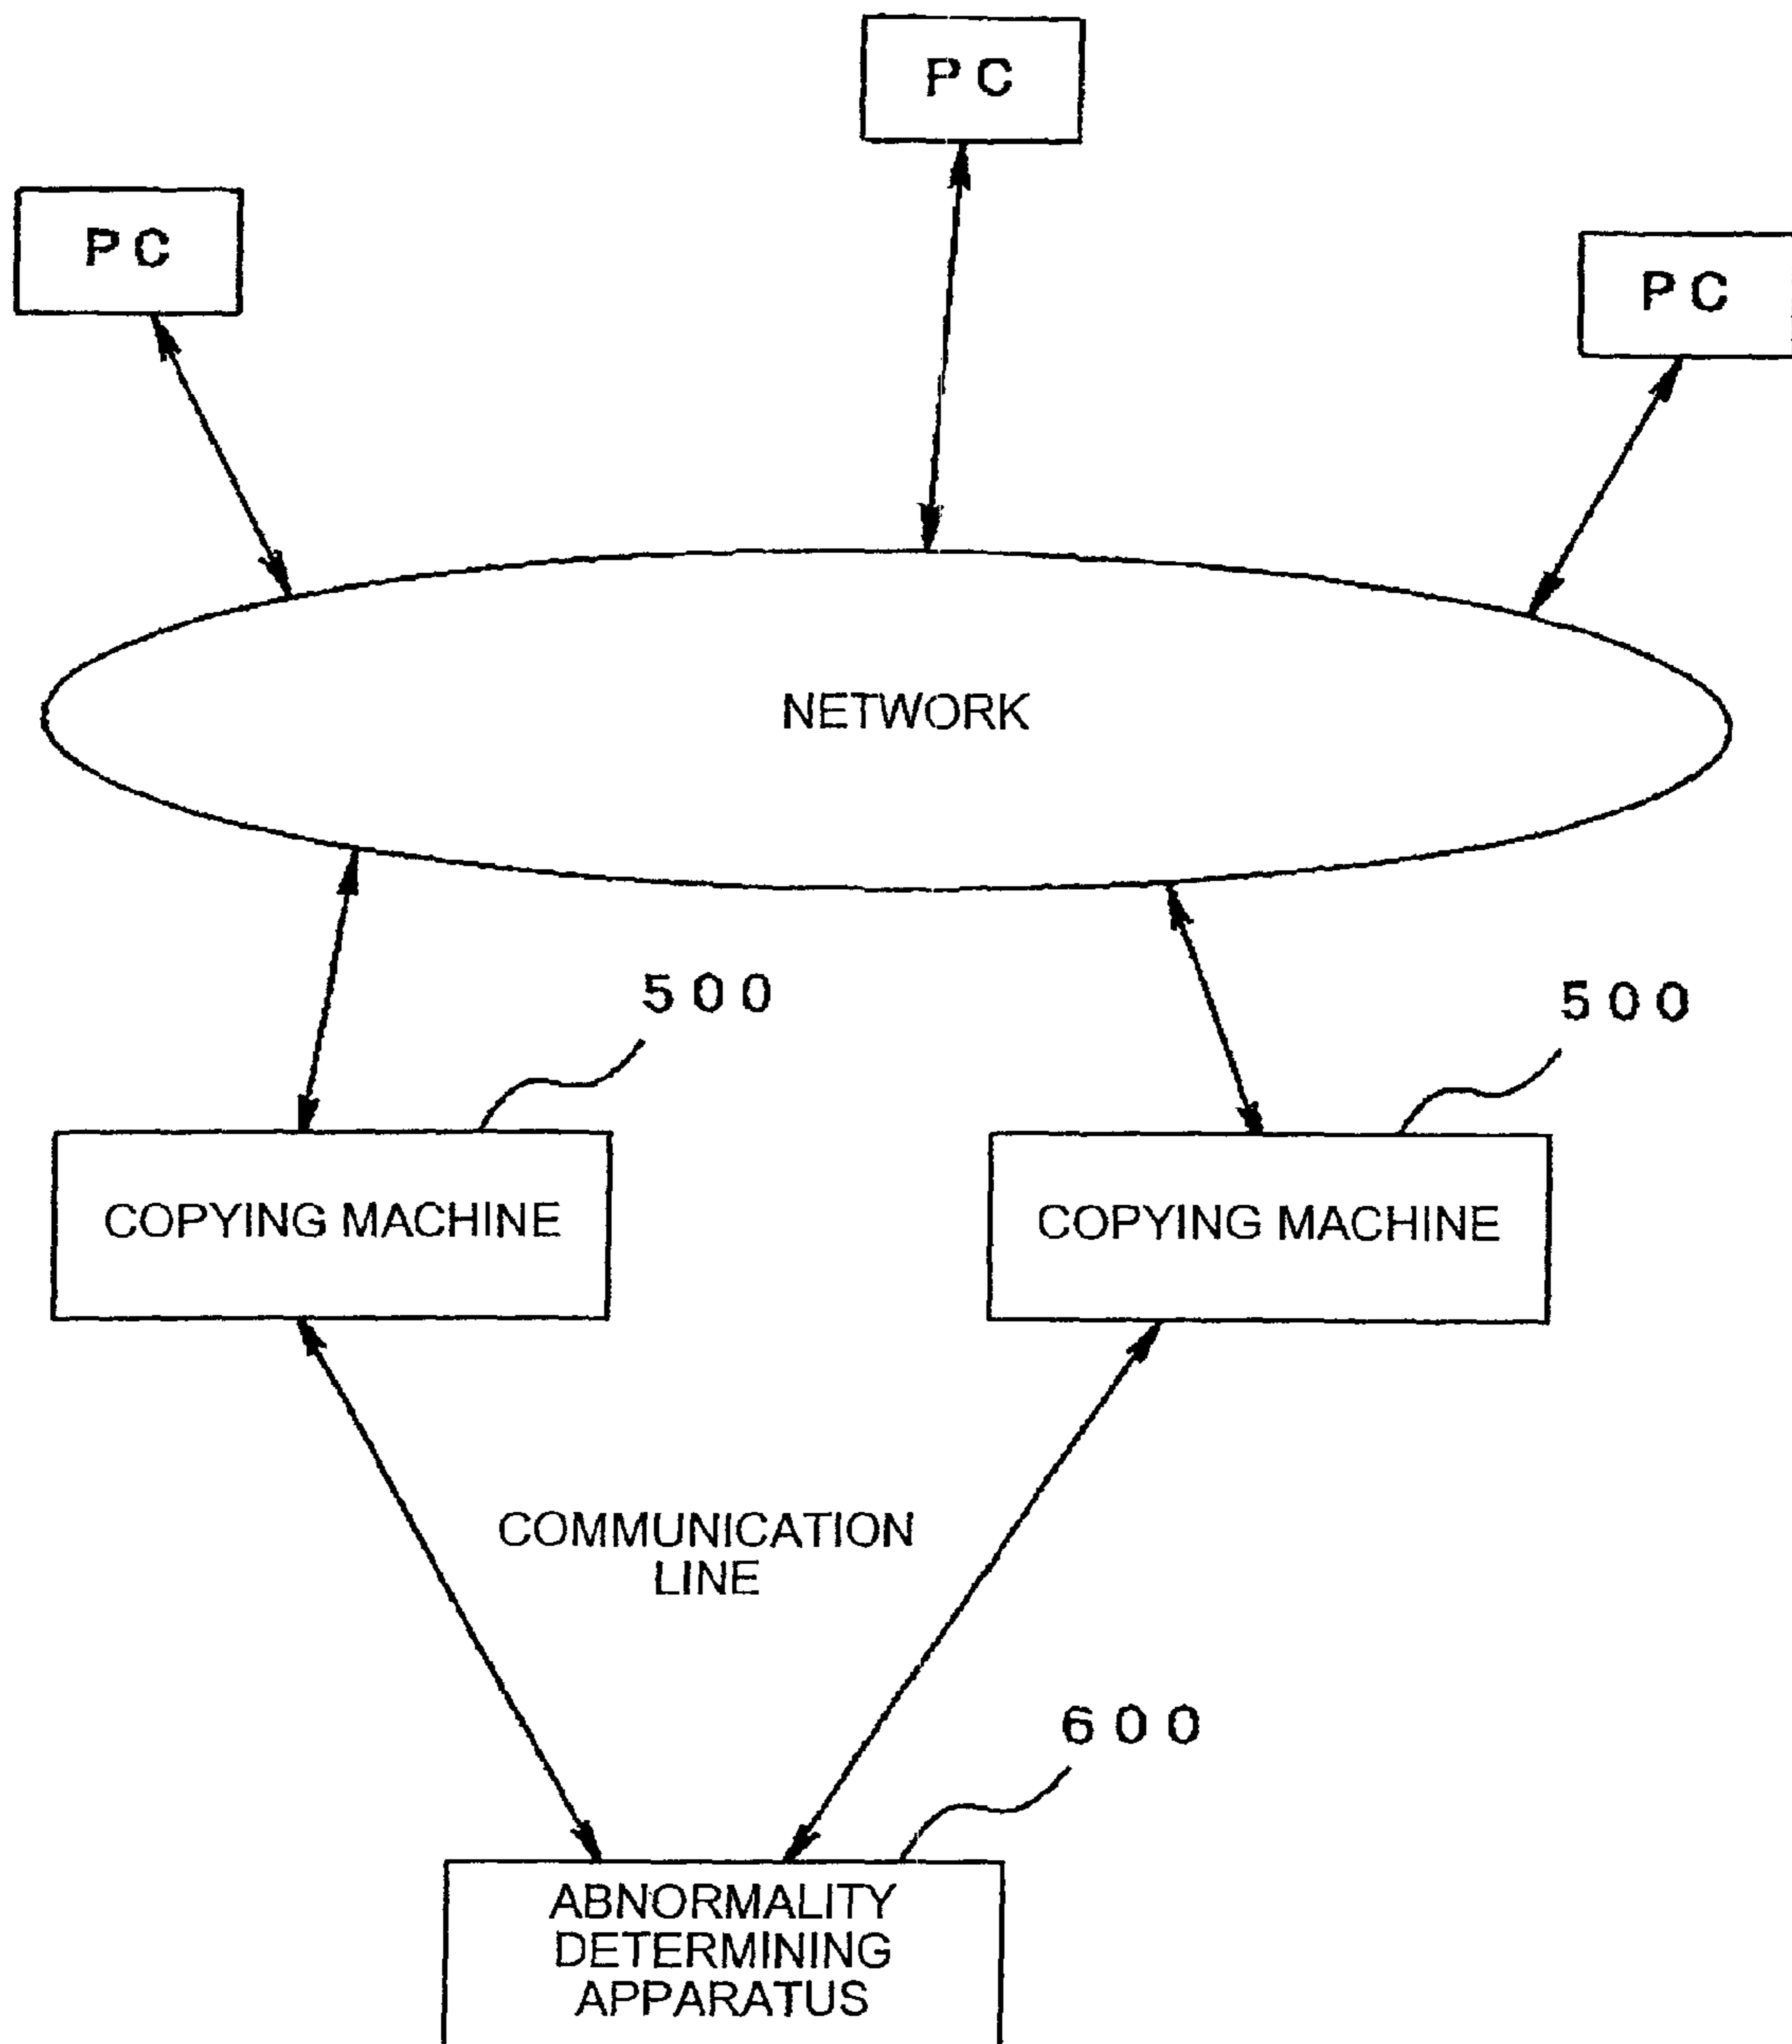 PC
PC
PC
NETWORK
500
500
COPYING MACHINE
COPYING MACHINE
COMMUNICATION
LINE
600
ABNORMALITY
DETERMINING
APPARATUS